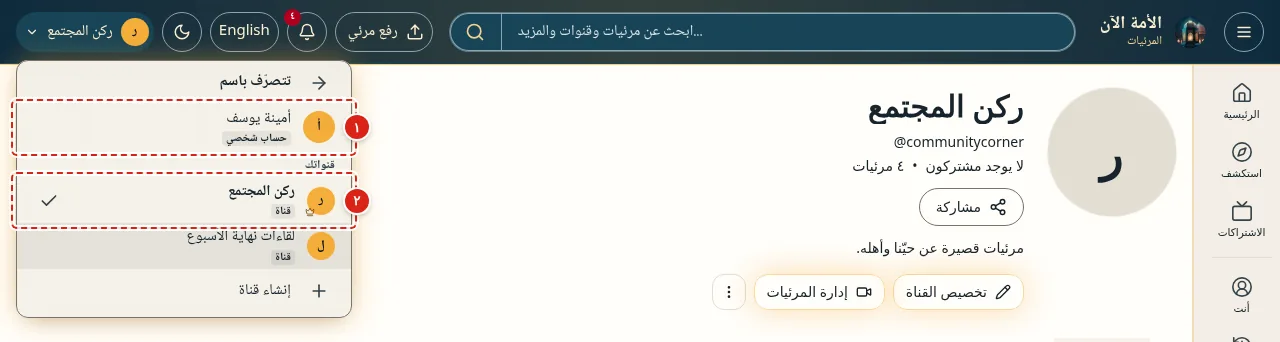 الأمة الآن
المرئيات
ابحث عن مرئيات وقنوات والمزيد...
رفع مرئي
٤
English
ر
ركن المجتمع
الرئيسية
استكشف
الاشتراكات
أنت
ر
ركن المجتمع
@communitycorner
لا يوجد مشتركون • ٤ مرئيات
مشاركة
مرئيات قصيرة عن حيّنا وأهله.
تخصيص القناة
إدارة المرئيات
تتصرّف باسم
١
أ
أمينة يوسف
حساب شخصي
قنواتك
٢
ر
ركن المجتمع
قناة
ل
لقاءات نهاية الأسبوع
قناة
إنشاء قناة